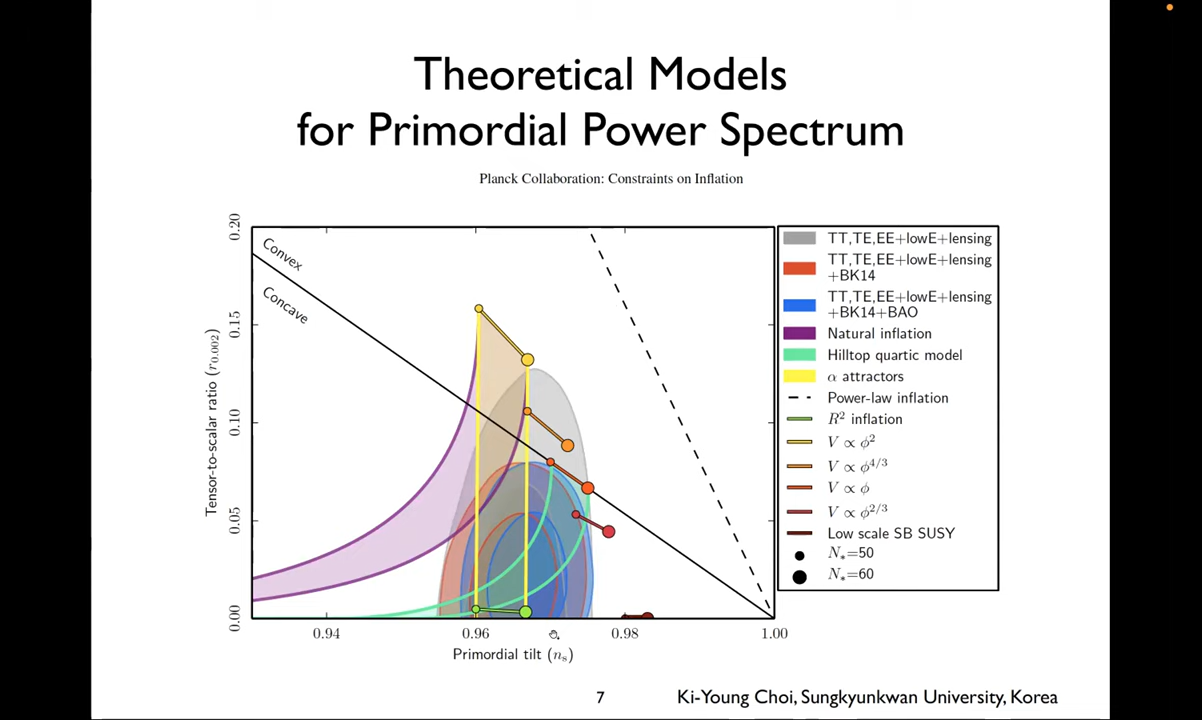 Theoretical Models
for Primordial Power Spectrum
Planck Collaboration: Constraints on Inflation
0.20
0.15
0.10
0.05
0.00
Tensor-to-scalar ratio (r0.002)
Convex
Concave
0.94
0.96
0.98
1.00
Primordial tilt (ns)
TT,TE,EE+lowE+lensing
TT,TE,EE+lowE+lensing
+BK14
TT,TE,EE+lowE+lensing
+BK14+BAO
Natural inflation
Hilltop quartic model
α attractors
Power-law inflation
R² inflation
V ∝ ϕ²
V ∝ ϕ⁴ᐟ³
V ∝ ϕ
V ∝ ϕ²ᐟ³
Low scale SB SUSY
N*=50
N*=60
7
Ki-Young Choi, Sungkyunkwan University, Korea